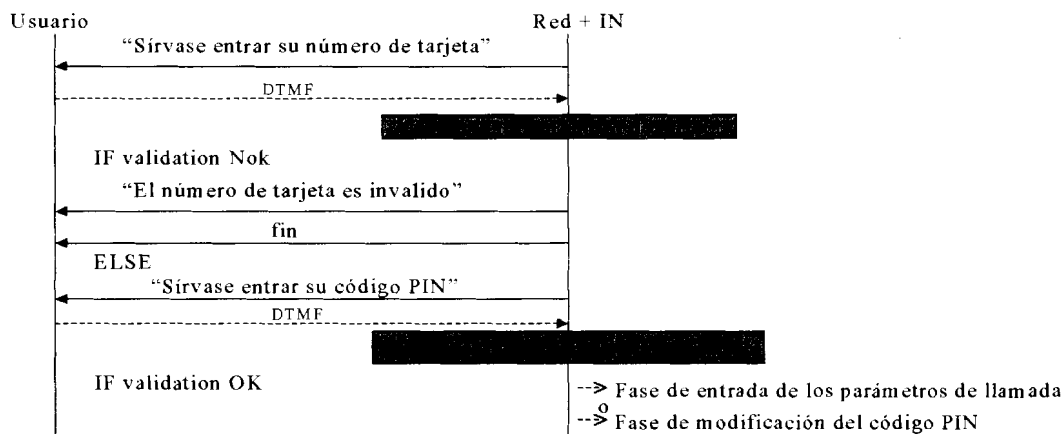 Usuario Red + IN
“Sírvase entrar su número de tarjeta”
DTMF
IF validation Nok
“El número de tarjeta es invalido”
fin
ELSE
“Sírvase entrar su código PIN”
DTMF
IF validation OK
Fase de entrada de los parámetros de llamada
o
Fase de modificación del código PIN